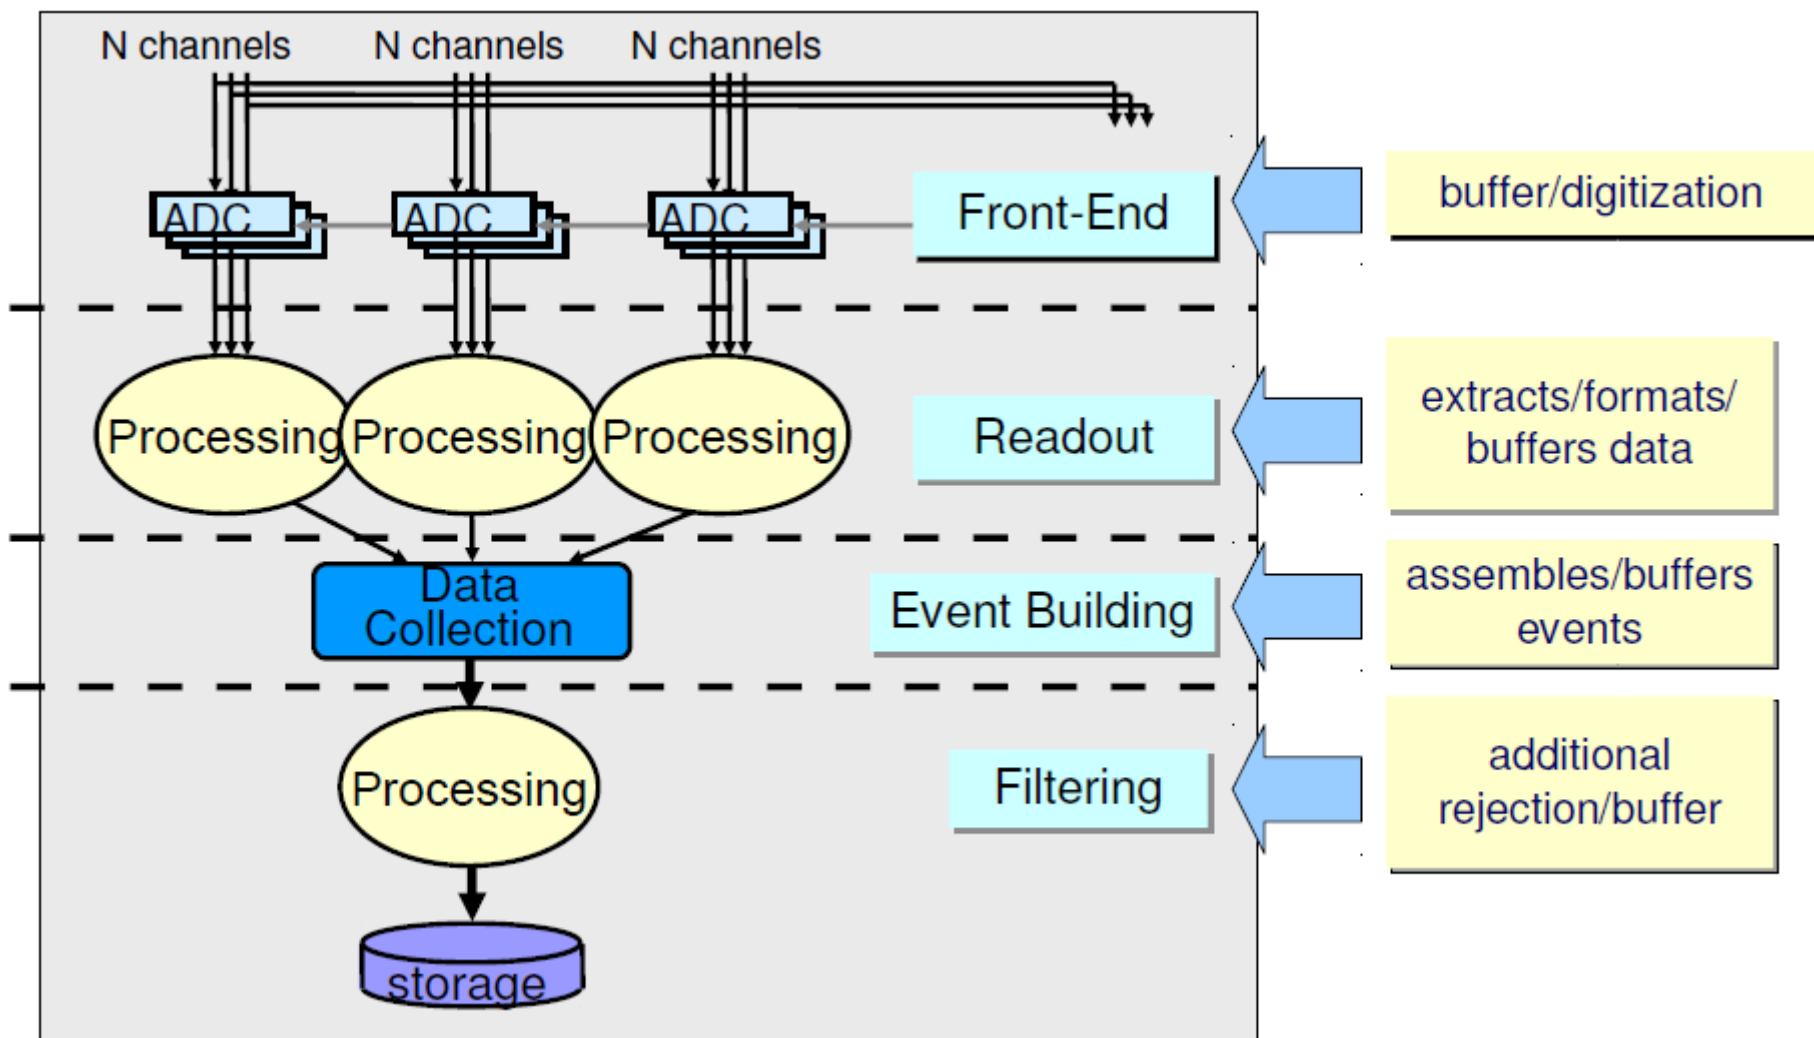 N channels
N channels
N channels
ADC
ADC
ADC
Front-End
buffer/digitization
Processing
Processing
Processing
Readout
extracts/formats/
buffers data
Data
Collection
Event Building
assembles/buffers
events
Processing
Filtering
additional
rejection/buffer
storage